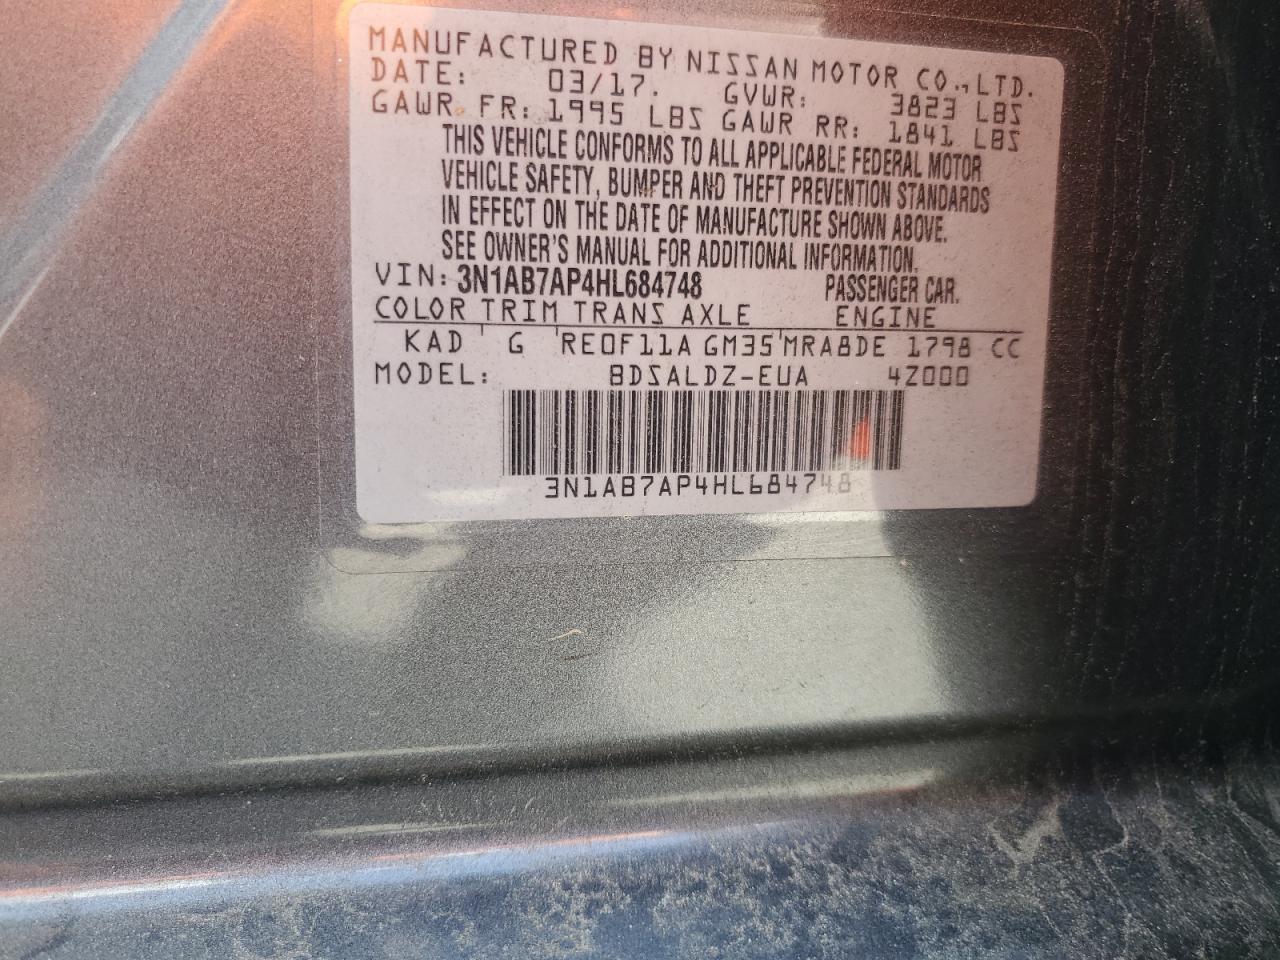 MANUFACTURED BY NISSAN MOTOR CO.,LTD.
DATE: 03/17. GVWR: 3823 LBS
GAWR FR: 1995 LBS GAWR RR: 1841 LBS
THIS VEHICLE CONFORMS TO ALL APPLICABLE FEDERAL MOTOR
VEHICLE SAFETY, BUMPER AND THEFT PREVENTION STANDARDS
IN EFFECT ON THE DATE OF MANUFACTURE SHOWN ABOVE.
SEE OWNER'S MANUAL FOR ADDITIONAL INFORMATION.
VIN: 3N1AB7AP4HL684748 PASSENGER CAR.
COLOR TRIM TRANS AXLE ENGINE
KAD G RE0F11A GM35 MRA8DE 1798 CC
MODEL: BDSALDZ-EUA 4Z000
3N1AB7AP4HL684748